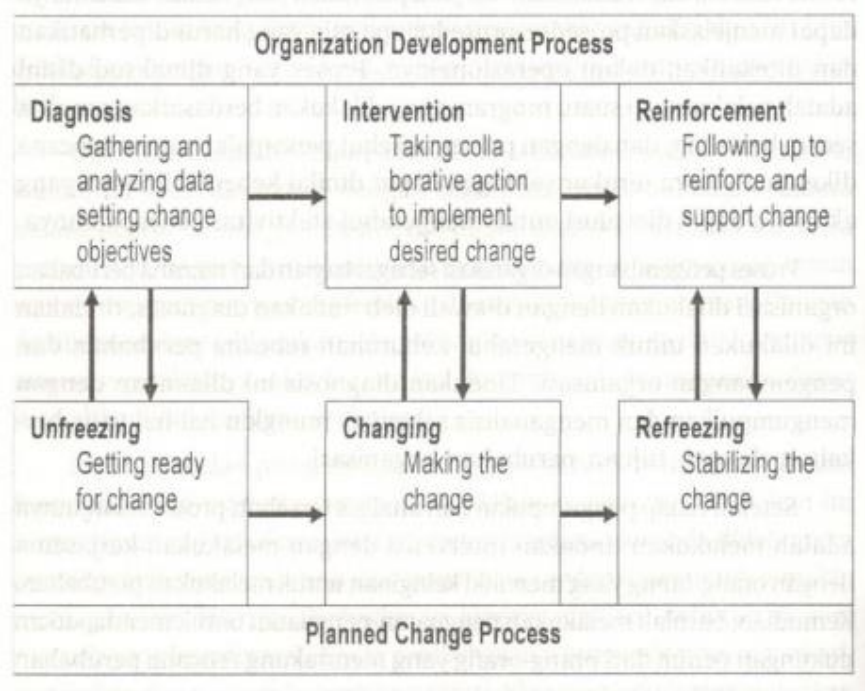 Organization Development Process
Diagnosis
Gathering and
analyzing data
setting change
objectives
Intervention
Taking colla
borative action
to implement
desired change
Reinforcement
Following up to
reinforce and
support change
Unfreezing
Getting ready
for change
Changing
Making the
change
Refreezing
Stabilizing the
change
Planned Change Process